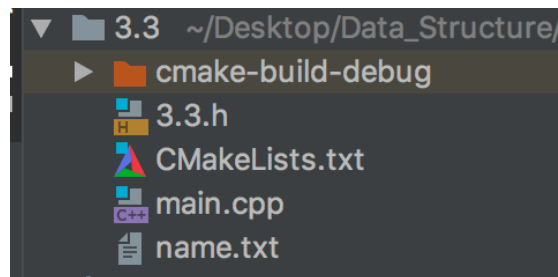 3.3 ~/Desktop/Data_Structure/
cmake-build-debug
H 3.3.h
CMakeLists.txt
C++ main.cpp
name.txt